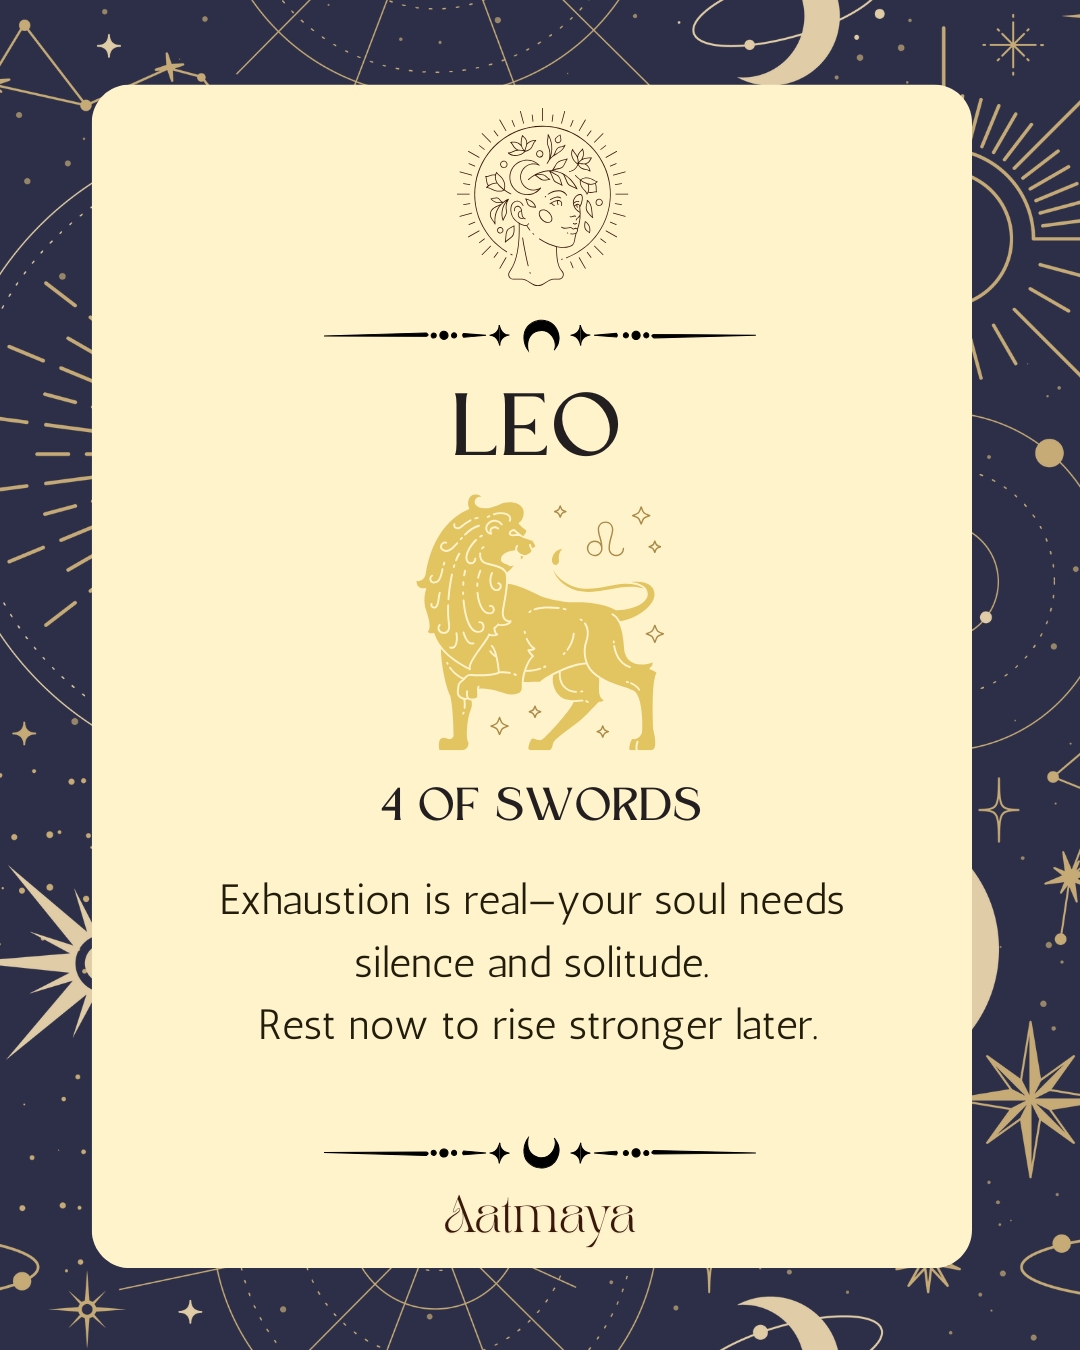 LEO
4 OF SWORDS
Exhaustion is real—your soul needs
silence and solitude.
Rest now to rise stronger later.
Aatmaya